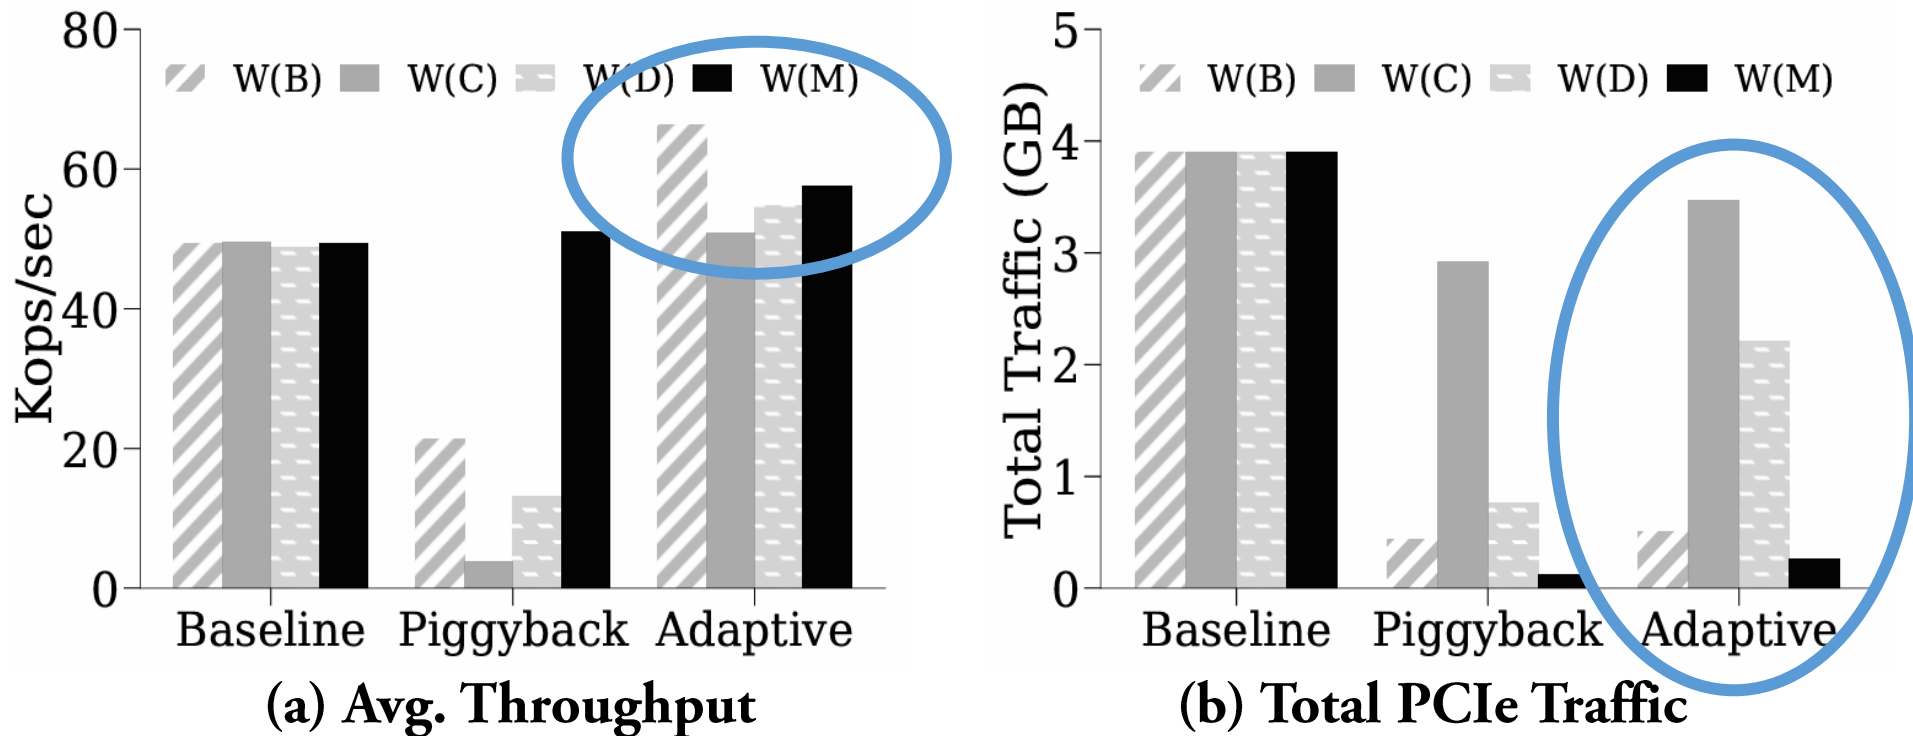 80
60
40
20
0
Kops/sec
W(B) W(C) W(D) W(M)
Baseline Piggyback Adaptive
(a) Avg. Throughput
5
4
3
2
1
0
Total Traffic (GB)
W(B) W(C) W(D) W(M)
Baseline Piggyback Adaptive
(b) Total PCIe Traffic